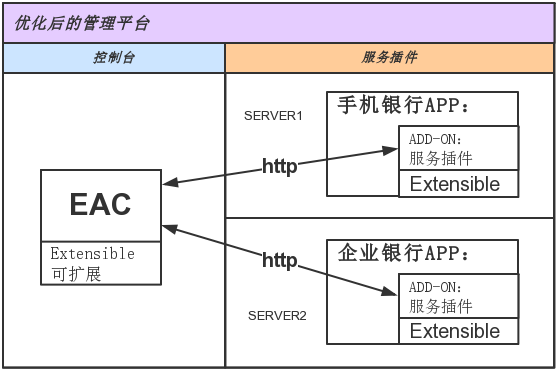 优化后的管理平台
控制台
服务插件
EAC
Extensible
可扩展
SERVER1
http
手机银行APP:
ADD-ON:
服务插件
Extensible
http
SERVER2
企业银行APP:
ADD-ON:
服务插件
Extensible